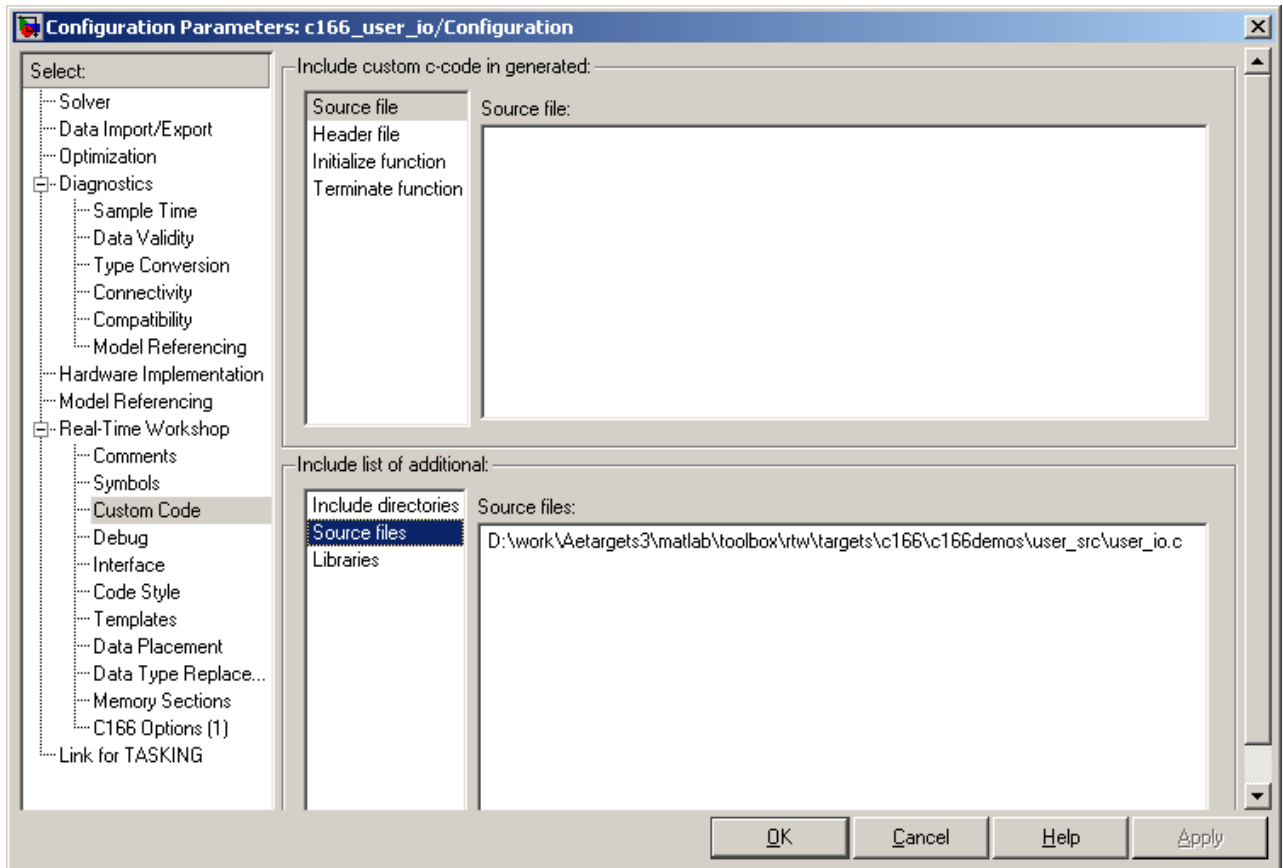 Configuration Parameters: c166_user_io/Configuration
Select:
Solver
Data Import/Export
Optimization
Diagnostics
Sample Time
Data Validity
Type Conversion
Connectivity
Compatibility
Model Referencing
Hardware Implementation
Model Referencing
Real-Time Workshop
Comments
Symbols
Custom Code
Debug
Interface
Code Style
Templates
Data Placement
Data Type Replace...
Memory Sections
C166 Options (1)
Link for TASKING
Include custom c-code in generated:
Source file
Header file
Initialize function
Terminate function
Source file:
Include list of additional:
Include directories
Source files
Libraries
Source files:
D:\work\Aetargets3\matlab\toolbox\rtw\targets\c166\c166demos\user_src\user_io.c
OK
Cancel
Help
Apply